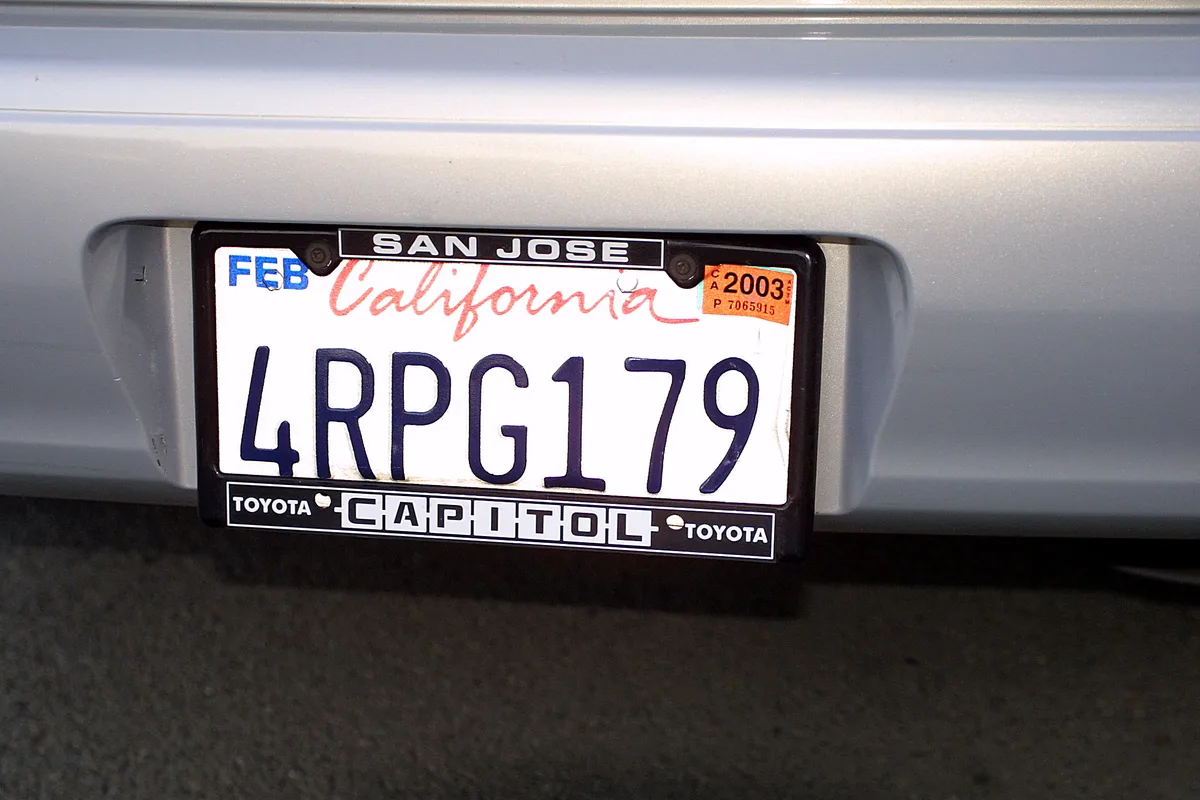 SAN JOSE
FEB California CA 2003
P 7065915
4RPG179
TOYOTA CAPITOL TOYOTA